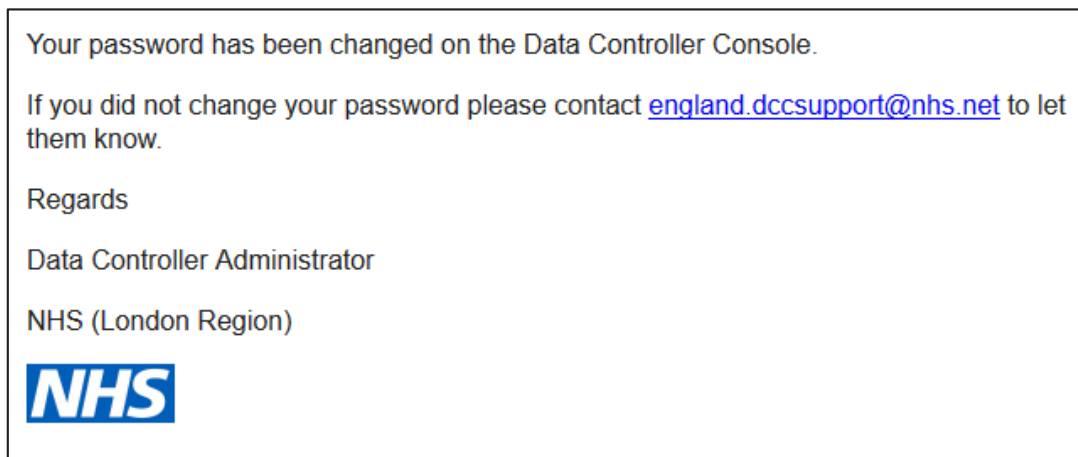 Your password has been changed on the Data Controller Console.
If you did not change your password please contact england.dccsupport@nhs.net to let
them know.
Regards
Data Controller Administrator
NHS (London Region)
NHS